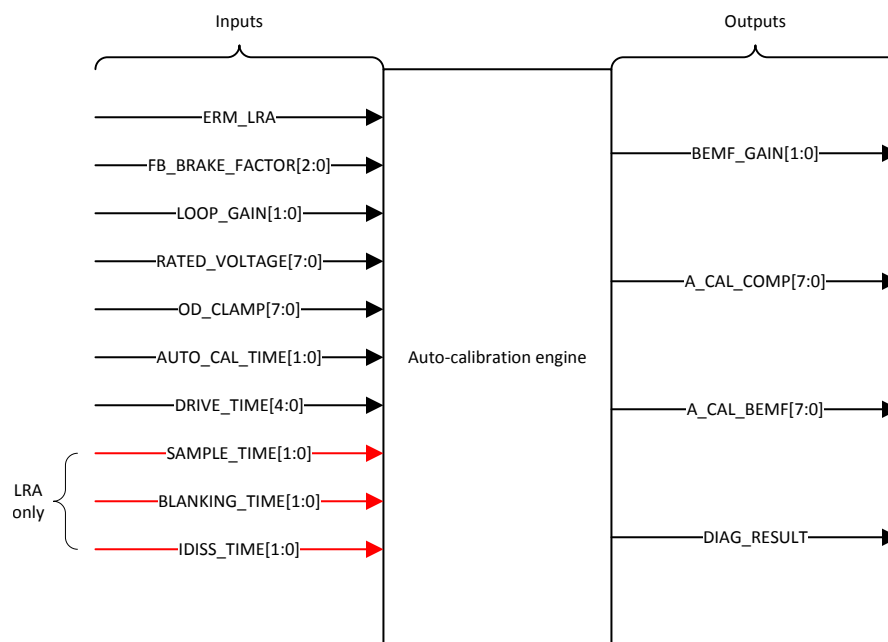 Inputs
Outputs
ERM_LRA
FB_BRAKE_FACTOR[2:0]
LOOP_GAIN[1:0]
RATED_VOLTAGE[7:0]
OD_CLAMP[7:0]
AUTO_CAL_TIME[1:0]
DRIVE_TIME[4:0]
SAMPLE_TIME[1:0]
BLANKING_TIME[1:0]
IDISS_TIME[1:0]
LRA
only
Auto-calibration engine
BEMF_GAIN[1:0]
A_CAL_COMP[7:0]
A_CAL_BEMF[7:0]
DIAG_RESULT